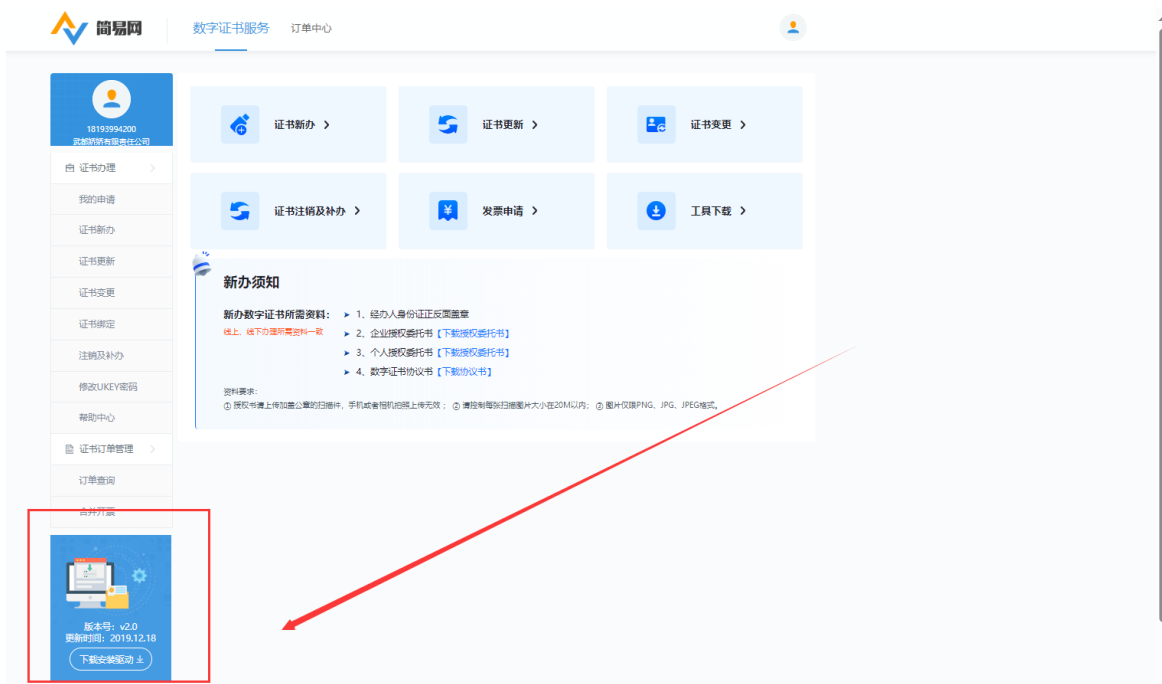 简易网
数字证书服务
订单中心
18193994200
武都娇娇有限责任公司
证书办理
我的申请
证书新办
证书更新
证书变更
证书绑定
注销及补办
修改UKEY密码
帮助中心
证书订单管理
订单查询
合并开票
版本号：v2.0
更新时间：2019.12.18
下载安装驱动
证书新办
证书更新
证书变更
证书注销及补办
发票申请
工具下载
新办须知
新办数字证书所需资料：
线上、线下办理所需资料一致
➤ 1、经办人身份证正反面盖章
➤ 2、企业授权委托书【下载授权委托书】
➤ 3、个人授权委托书【下载授权委托书】
➤ 4、数字证书协议书【下载协议书】
资料要求：
① 授权书请上传加盖公章的扫描件，手机或者相机拍照上传无效； ② 请控制每张扫描图片大小在20M以内； ③ 图片仅限PNG、JPG、JPEG格式。